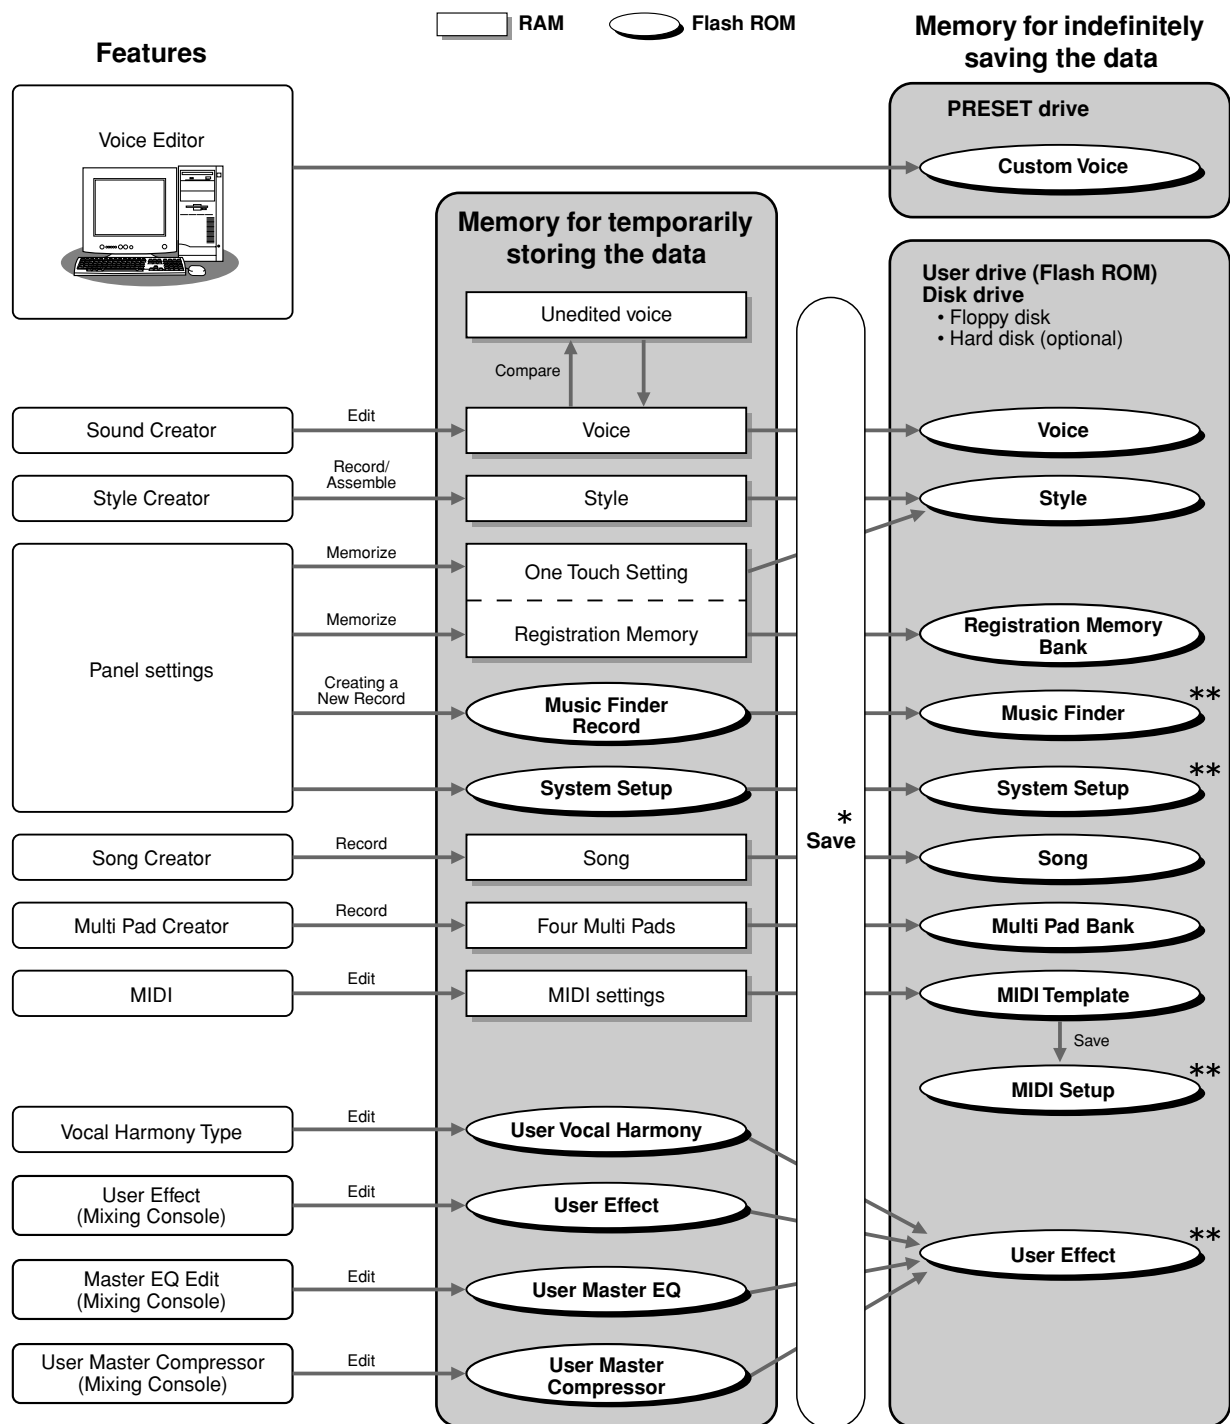 RAM
Flash ROM
Features
Memory for indefinitely
saving the data
PRESET drive
Voice Editor
Custom Voice
Memory for temporarily
storing the data
User drive (Flash ROM)
Disk drive
• Floppy disk
• Hard disk (optional)
Unedited voice
Compare
Sound Creator
Edit
Voice
Voice
Style Creator
Record/
Assemble
Style
Style
Panel settings
Memorize
One Touch Setting
Memorize
Registration Memory
Registration Memory
Bank
Creating a
New Record
Music Finder
Record
Music Finder
**
System Setup
System Setup
**
*
Save
Song Creator
Record
Song
Song
Multi Pad Creator
Record
Four Multi Pads
Multi Pad Bank
MIDI
Edit
MIDI settings
MIDI Template
Save
MIDI Setup
**
Vocal Harmony Type
Edit
User Vocal Harmony
User Effect
(Mixing Console)
Edit
User Effect
User Effect
**
Master EQ Edit
(Mixing Console)
Edit
User Master EQ
User Master Compressor
(Mixing Console)
Edit
User Master
Compressor